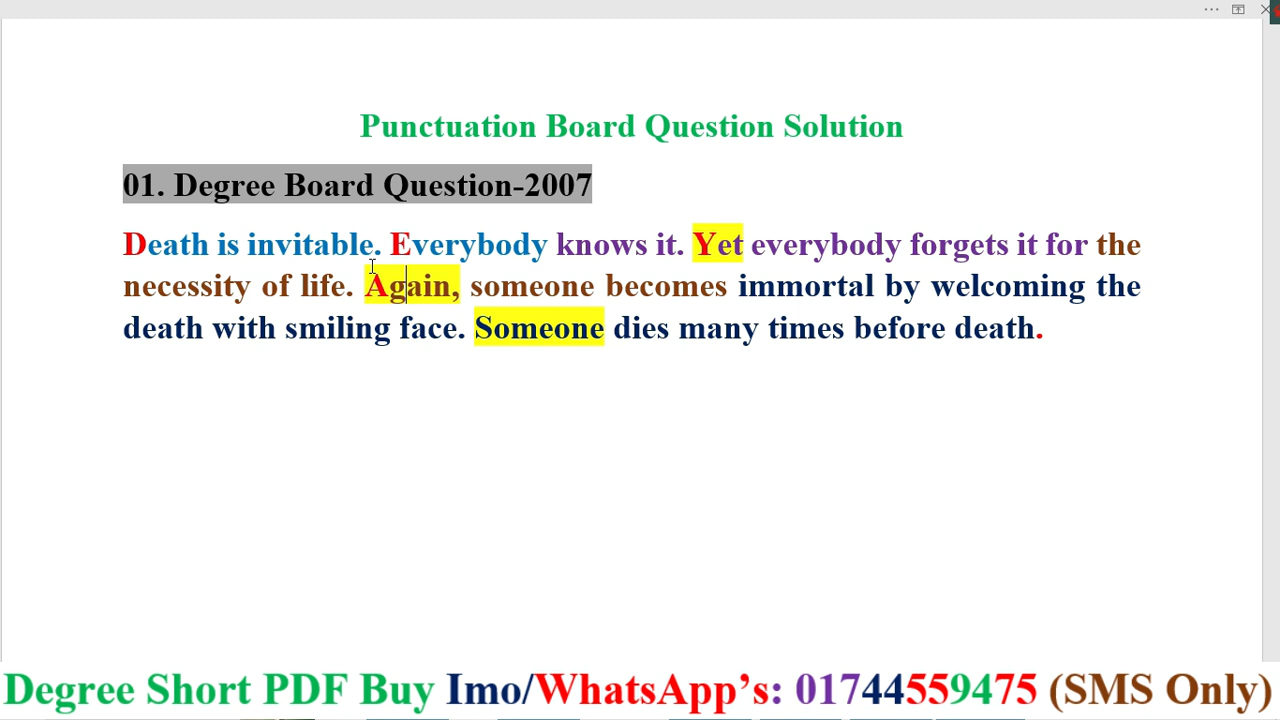 Punctuation Board Question Solution
01. Degree Board Question-2007
Death is invitable. Everybody knows it. Yet everybody forgets it for the
necessity of life. Again, someone becomes immortal by welcoming the
death with smiling face. Someone dies many times before death.
Degree Short PDF Buy Imo/WhatsApp’s: 01744559475 (SMS Only)